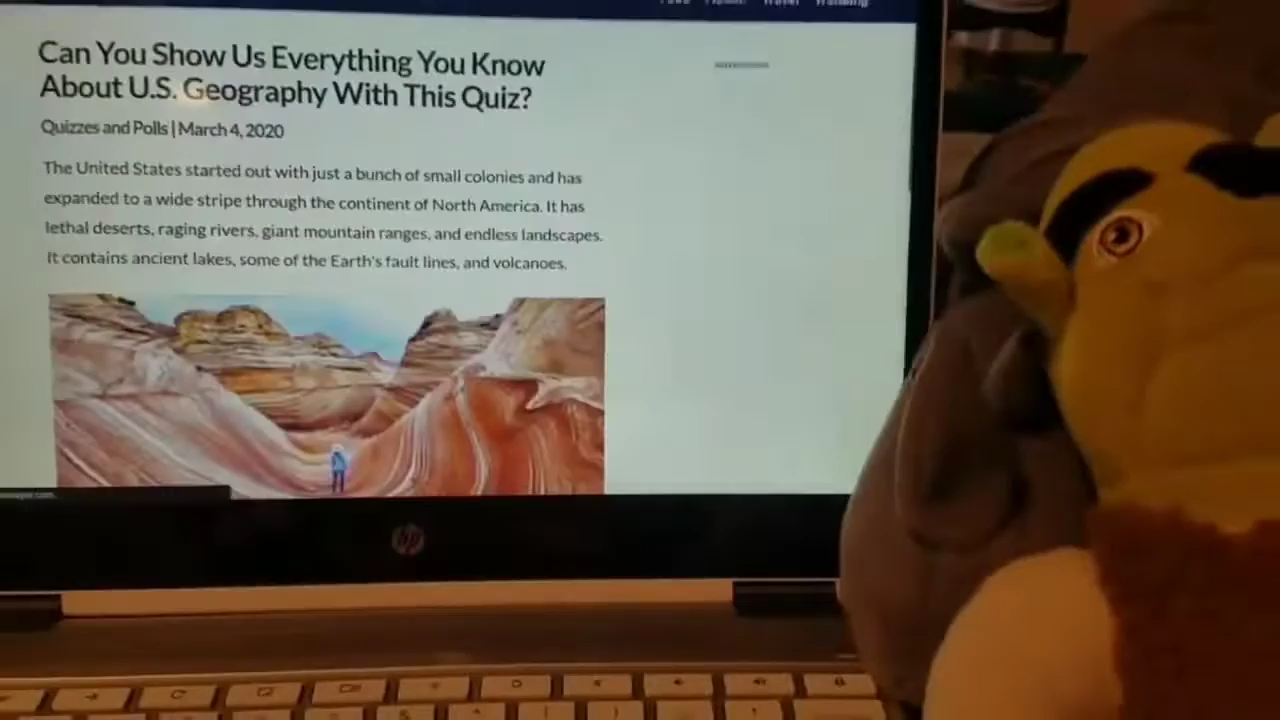 Can You Show Us Everything You Know
About U.S. Geography With This Quiz?
Quizzes and Polls | March 4, 2020
The United States started out with just a bunch of small colonies and has
expanded to a wide stripe through the continent of North America. It has
lethal deserts, raging rivers, giant mountain ranges, and endless landscapes.
It contains ancient lakes, some of the Earth's fault lines, and volcanoes.
hp